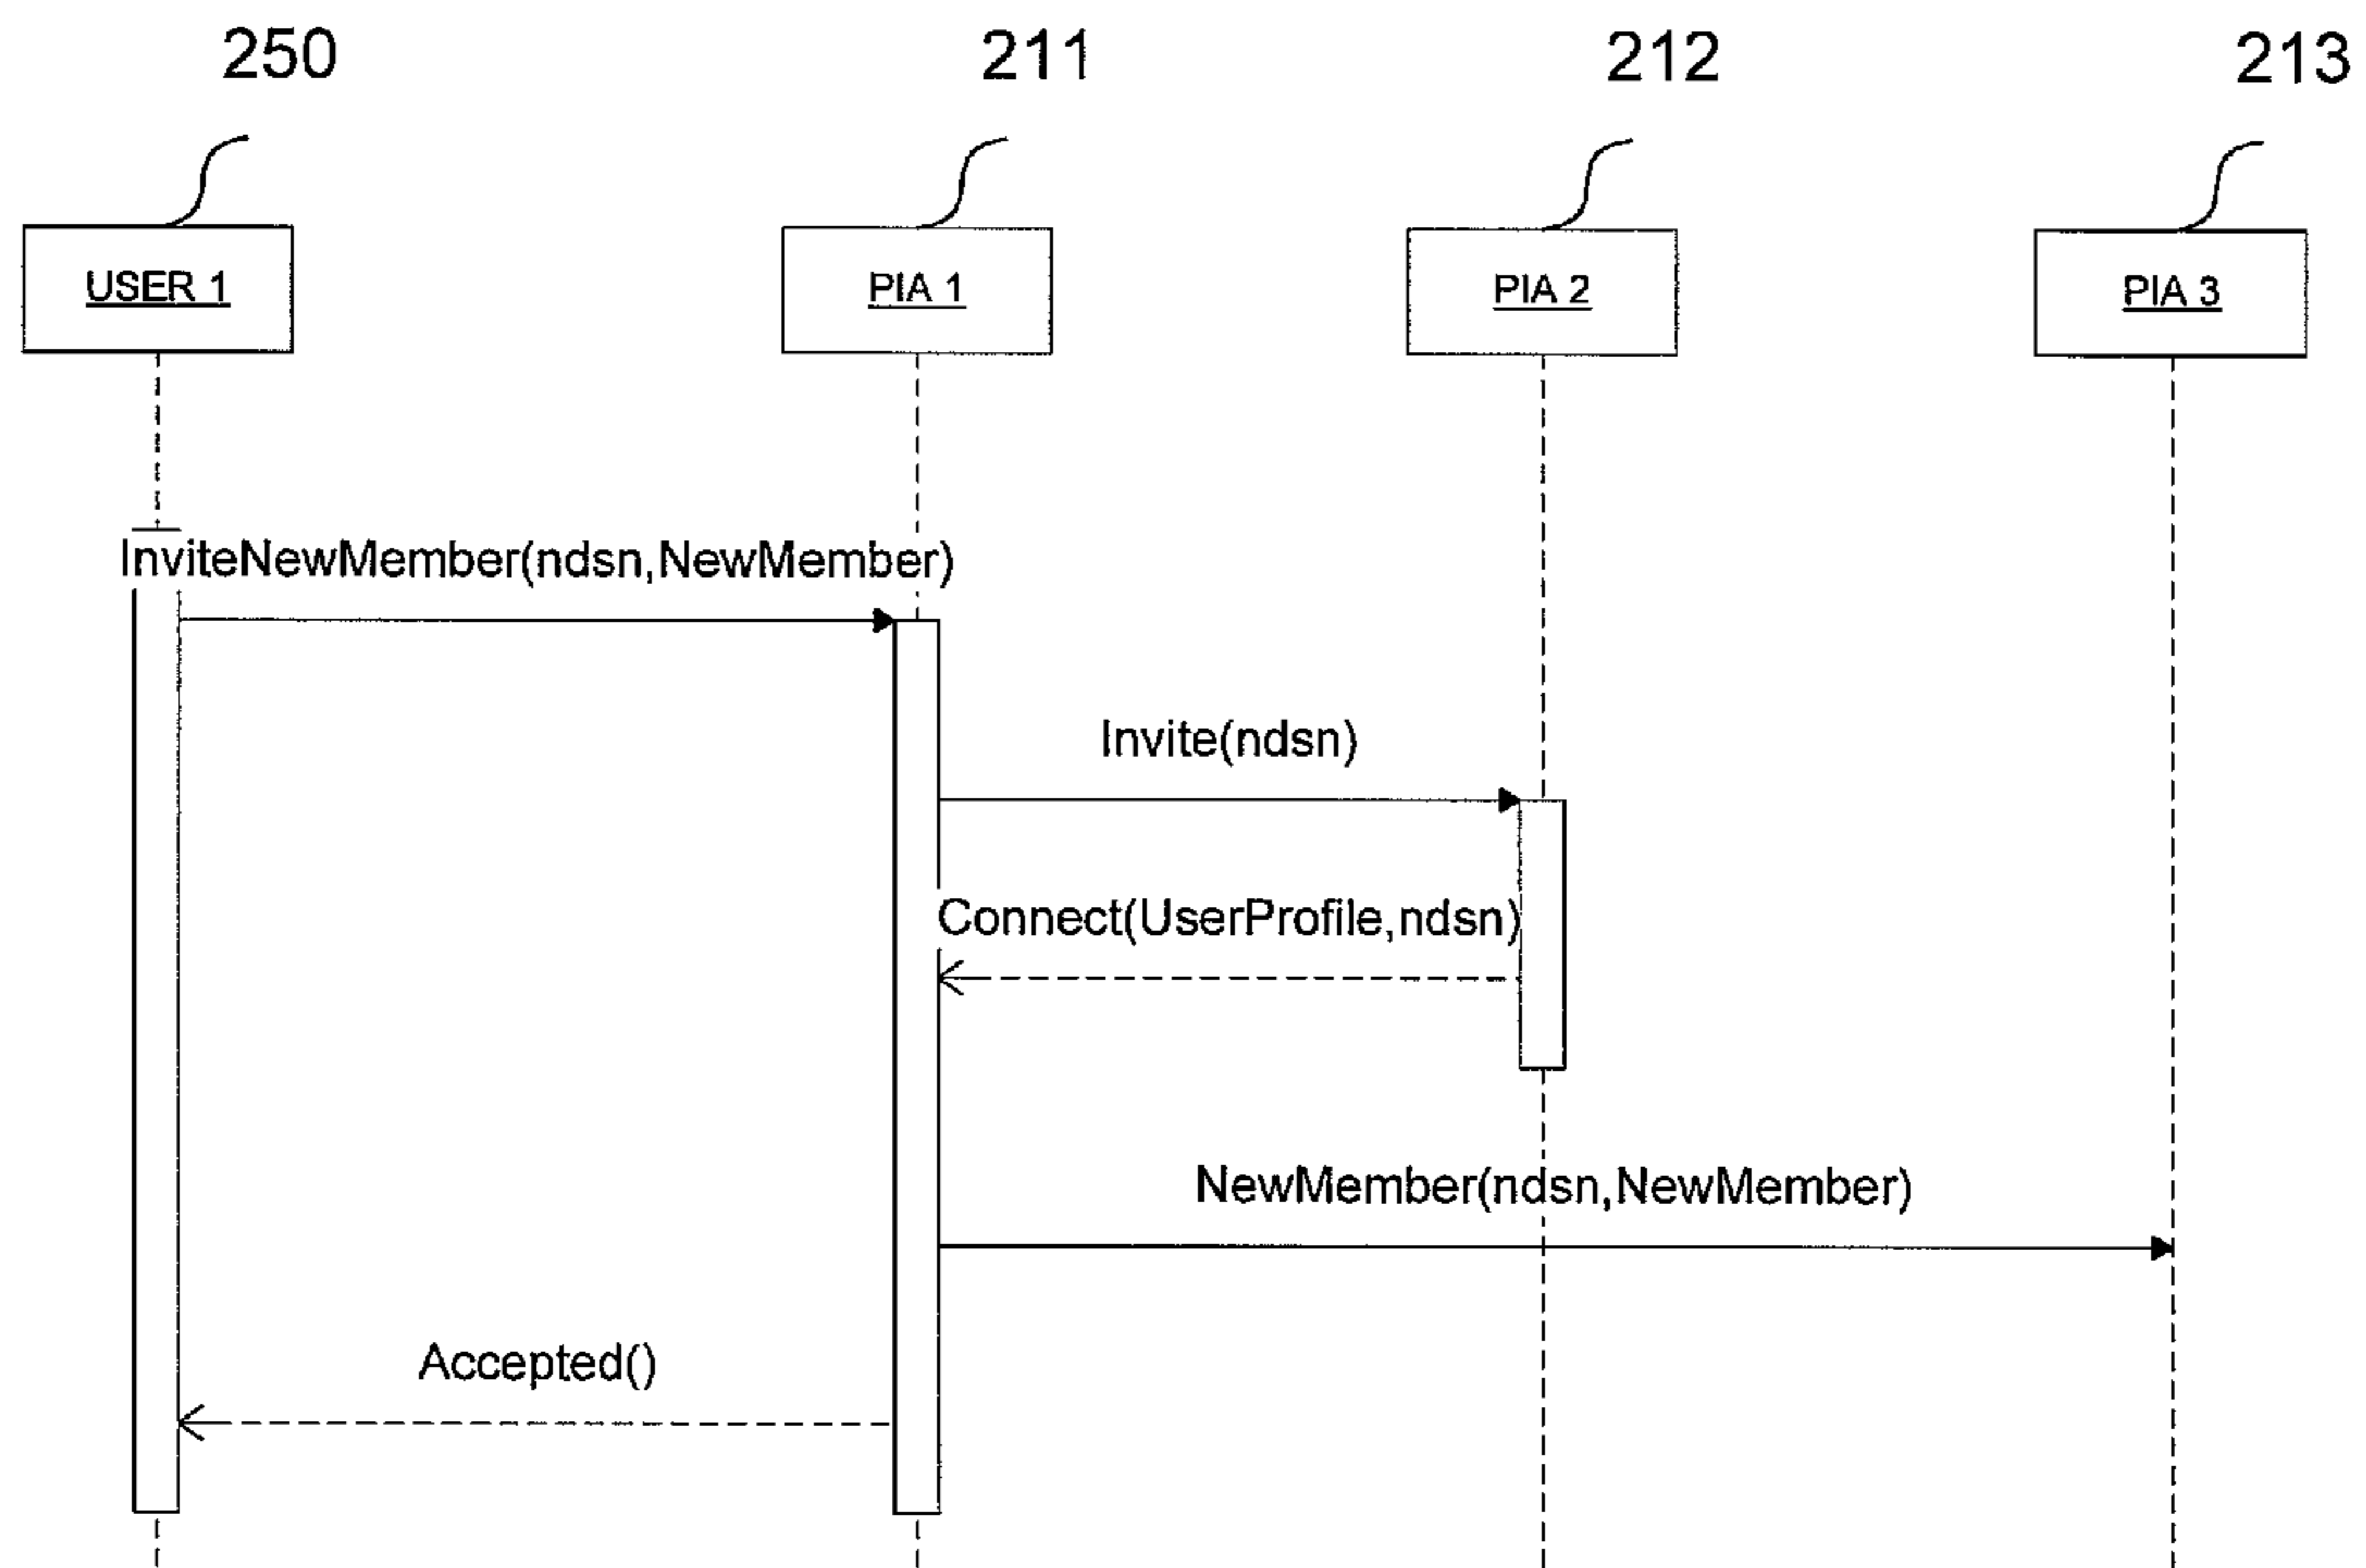 250
211
212
213
USER 1
PIA 1
PIA 2
PIA 3
InviteNewMember(ndsn,NewMember)
Invite(ndsn)
Connect(UserProfile,ndsn)
NewMember(ndsn,NewMember)
Accepted()